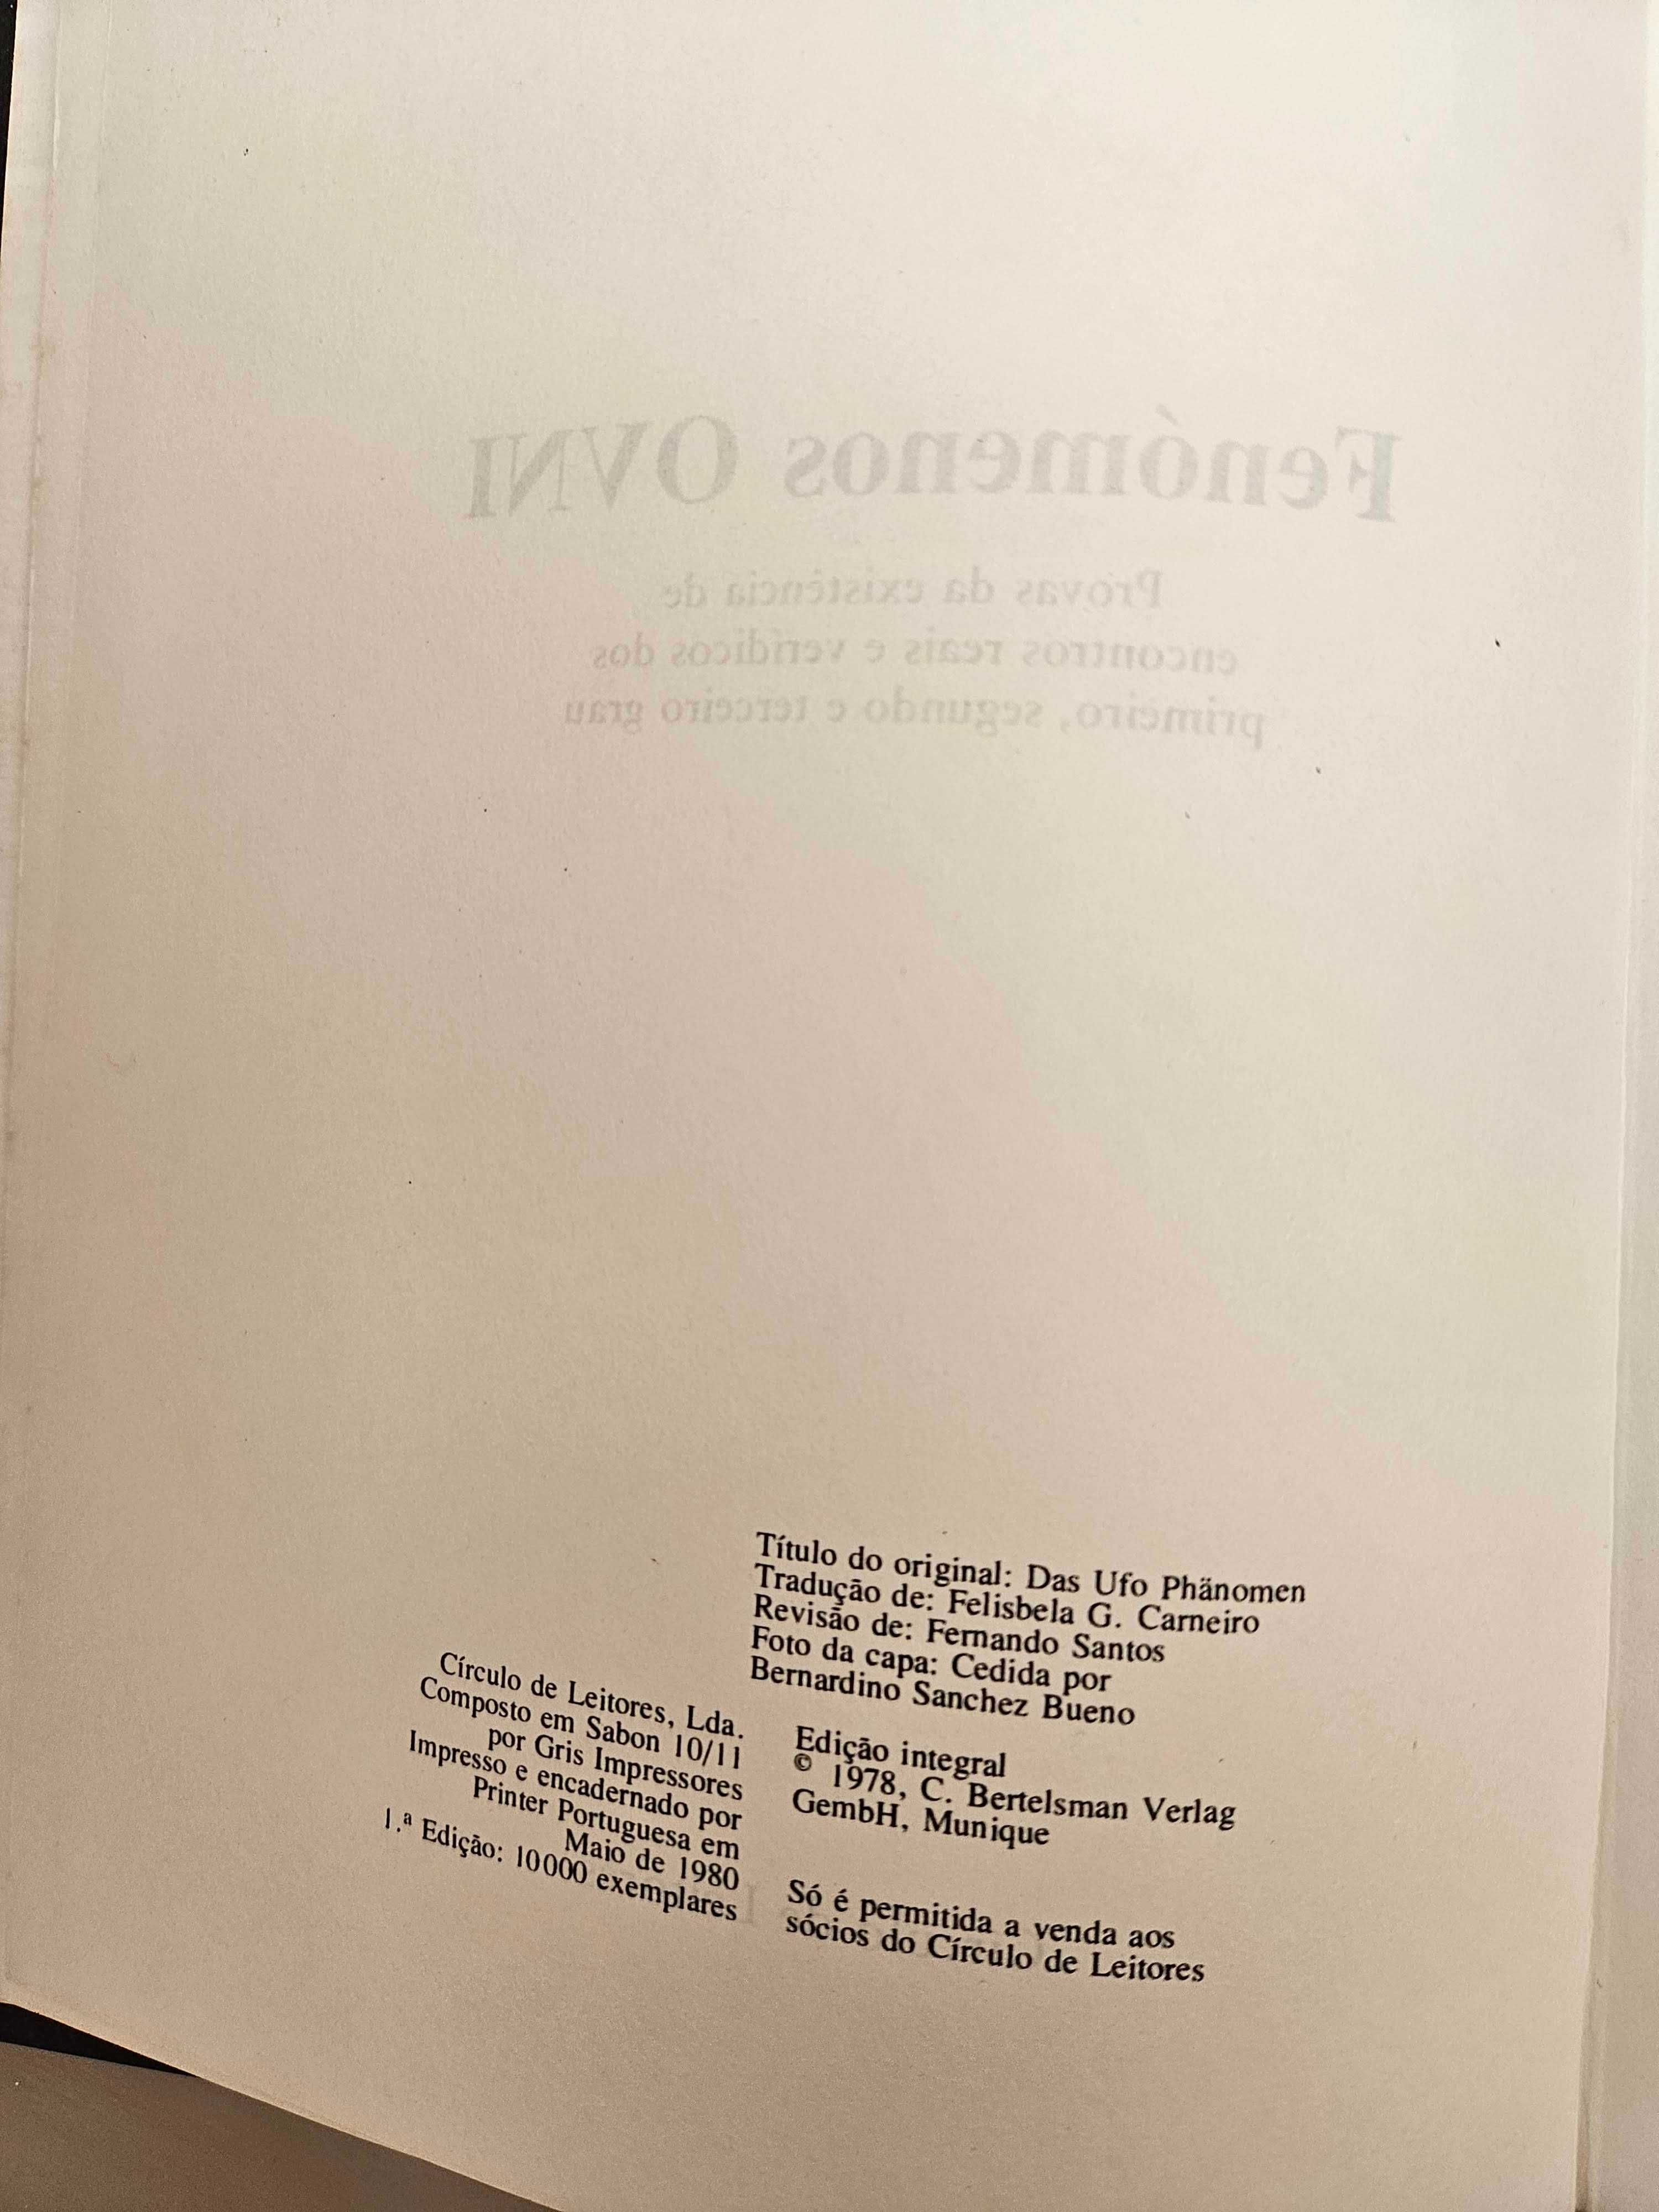 Fenómenos OVNI
Provas da existência de
encontros reais e verídicos dos
primeiro, segundo e terceiro grau
Título do original: Das Ufo Phänomen
Tradução de: Felisbela G. Carneiro
Revisão de: Fernando Santos
Foto da capa: Cedida por
Bernardino Sanchez Bueno
Círculo de Leitores, Lda.
Composto em Sabon 10/11
por Gris Impressores
Impresso e encadernado por
Printer Portuguesa em
Maio de 1980
1.ª Edição: 10000 exemplares
Edição integral
© 1978, C. Bertelsman Verlag
GembH, Munique
Só é permitida a venda aos
sócios do Círculo de Leitores